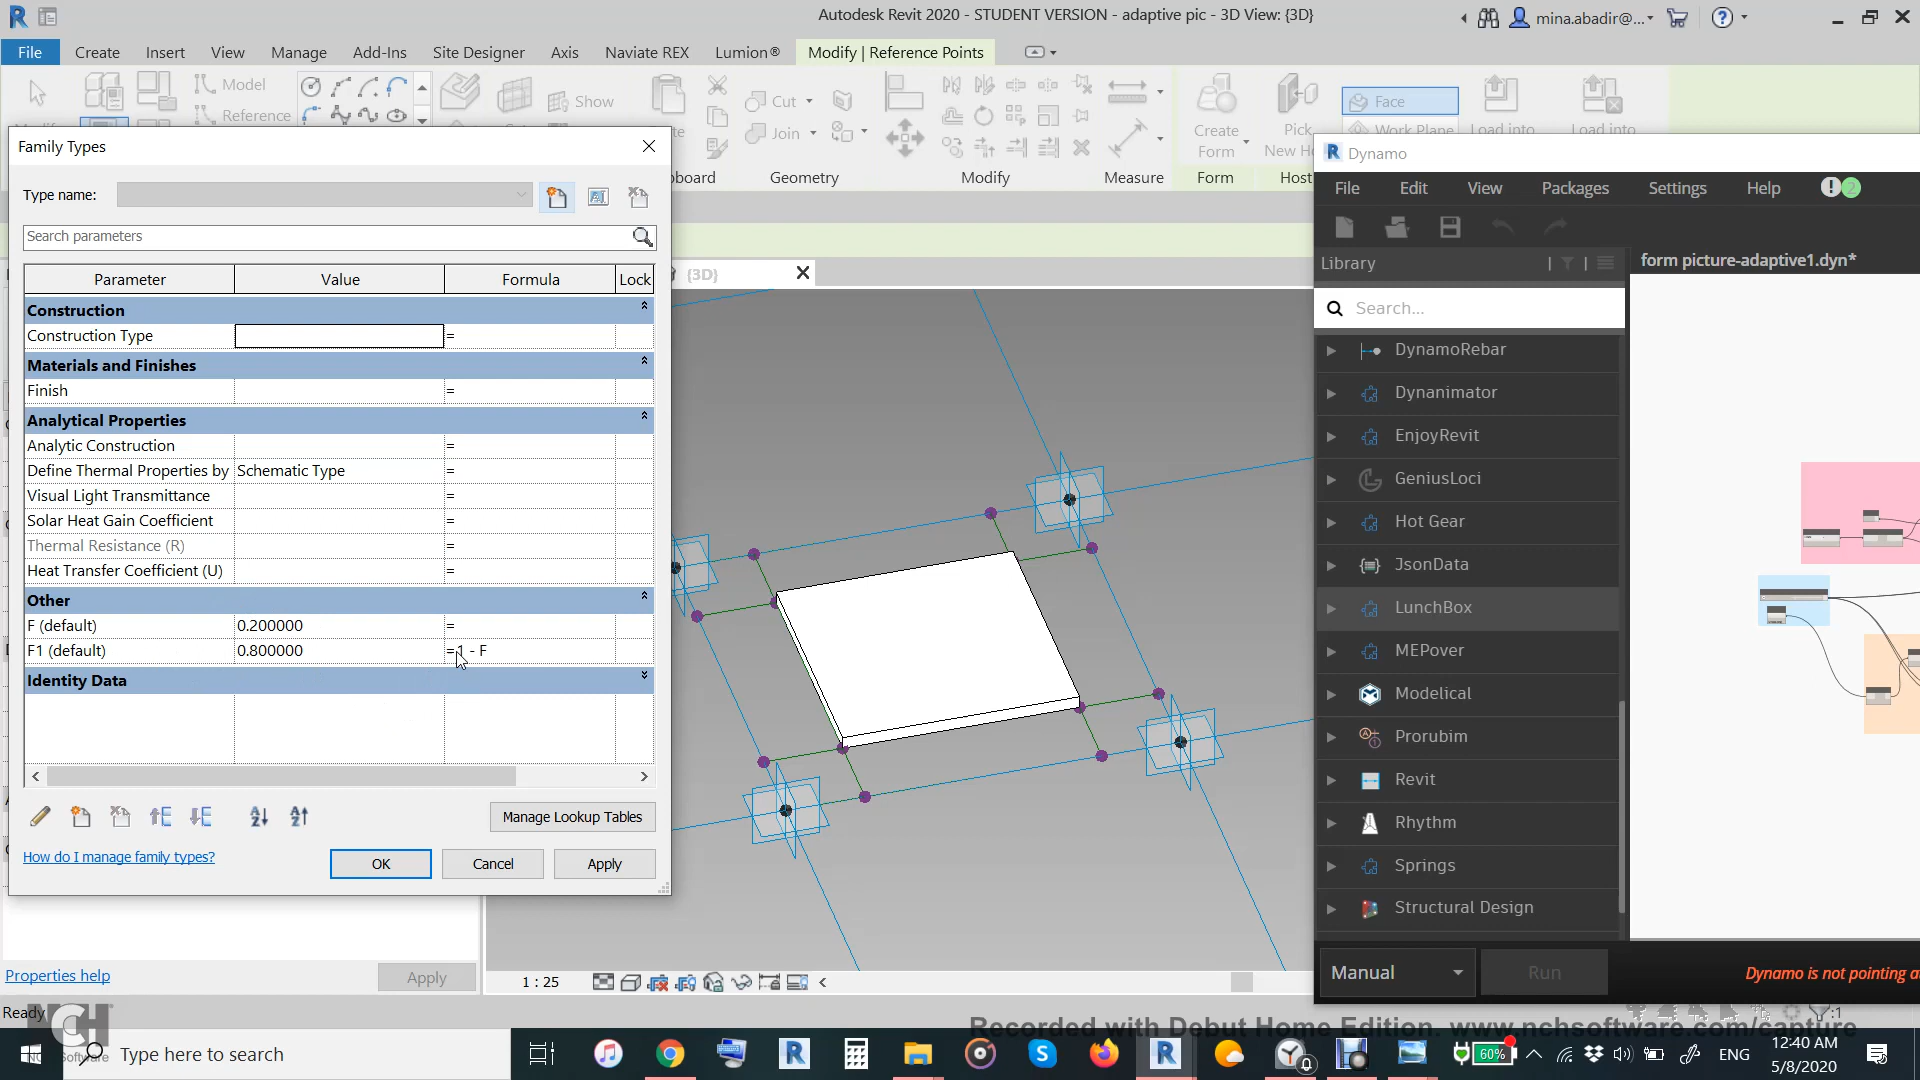 Autodesk Revit 2020 - STUDENT VERSION - adaptive pic - 3D View: {3D}
mina.abadir@...
File Create Insert View Manage Add-Ins Site Designer Axis Naviate REX Lumion® Modify | Reference Points
Model
Reference
Show
Cut
Join
Create
Form
Pick
New
Face
Work Plane
Load into
Load into
Geometry Modify Measure Form
Family Types
Type name:
Search parameters
Parameter Value Formula Lock
Construction
Construction Type =
Materials and Finishes
Finish =
Analytical Properties
Analytic Construction =
Define Thermal Properties by Schematic Type =
Visual Light Transmittance =
Solar Heat Gain Coefficient =
Thermal Resistance (R) =
Heat Transfer Coefficient (U) =
Other
F (default) 0.200000 =
F1 (default) 0.800000 =1 - F
Identity Data
Manage Lookup Tables
How do I manage family types?
OK Cancel Apply
{3D}
Properties help
Apply
1 : 25
Ready
Dynamo
File Edit View Packages Settings Help ! 2
Library
form picture-adaptive1.dyn*
Search...
DynamoRebar
Dynanimator
EnjoyRevit
GeniusLoci
Hot Gear
JsonData
LunchBox
MEPover
Modelical
Prorubim
Revit
Rhythm
Springs
Structural Design
Manual
Run
Dynamo is not pointing a
:1
NCH
Software
Recorded with Debut Home Edition. www.nchsoftware.com/capture
Type here to search
60%
ENG
12:40 AM
5/8/2020